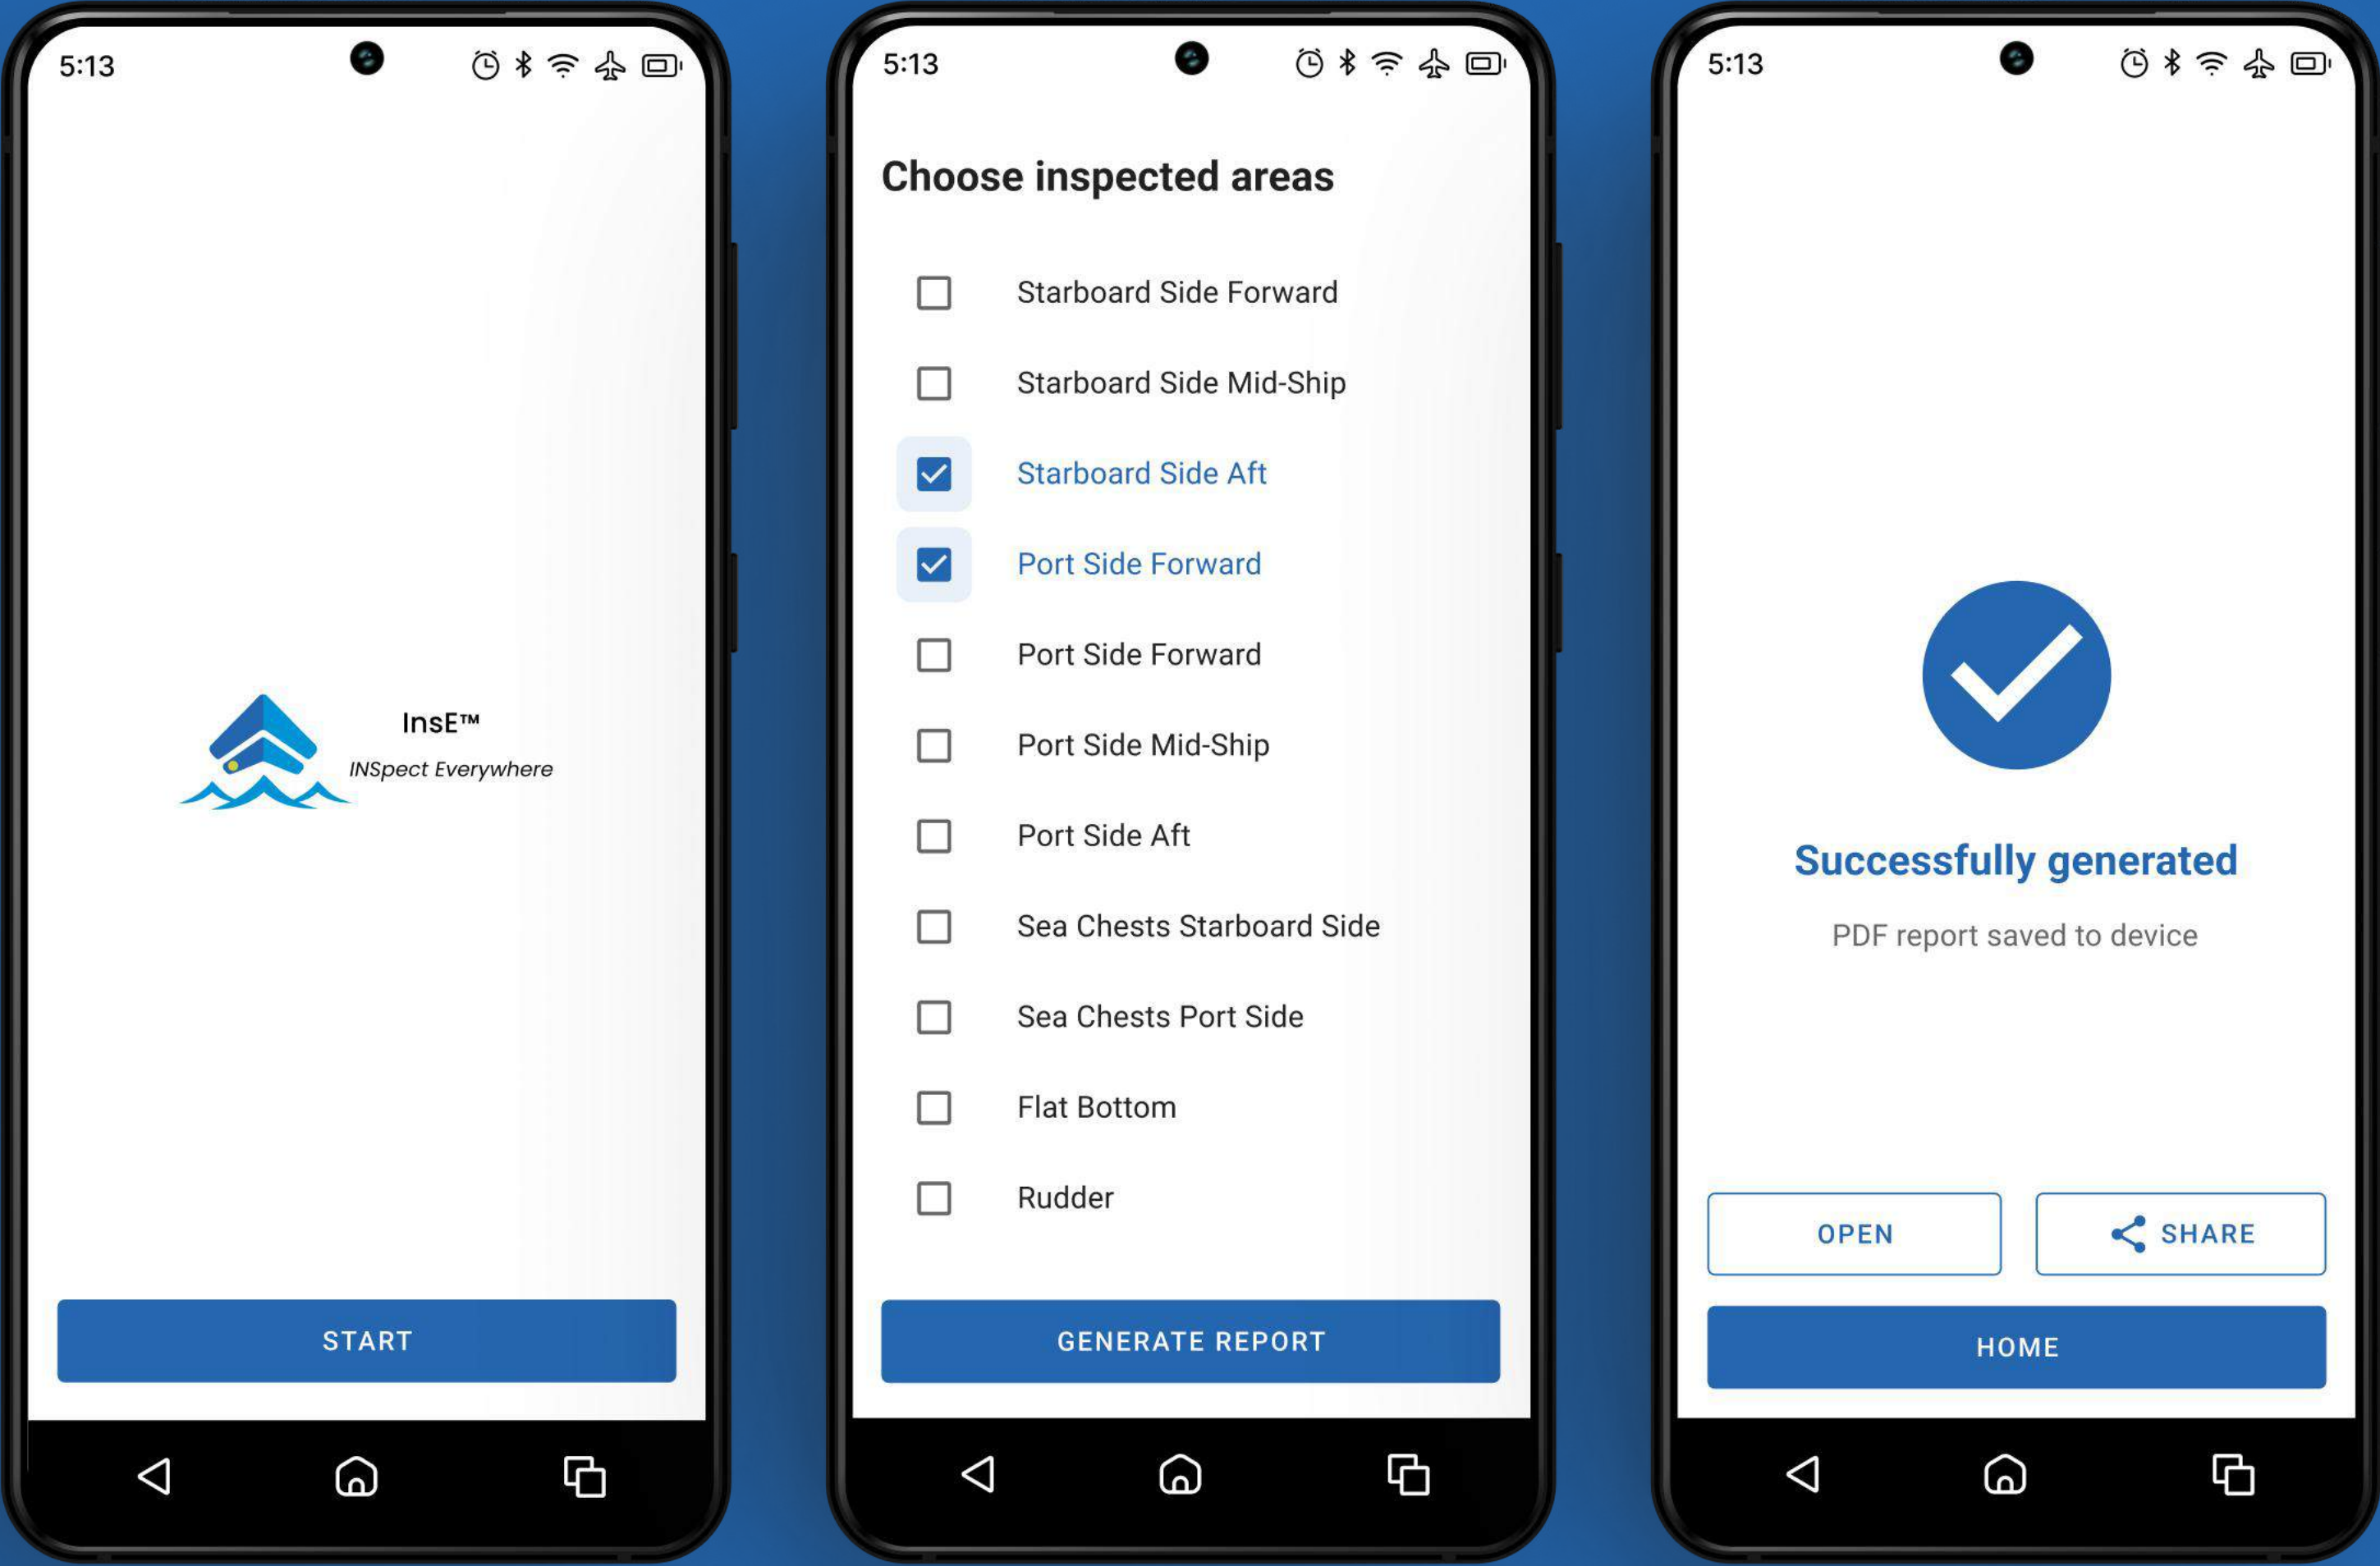 5:13
InsE™
INSpect Everywhere
START
5:13
Choose inspected areas
Starboard Side Forward
Starboard Side Mid-Ship
Starboard Side Aft
Port Side Forward
Port Side Forward
Port Side Mid-Ship
Port Side Aft
Sea Chests Starboard Side
Sea Chests Port Side
Flat Bottom
Rudder
GENERATE REPORT
5:13
Successfully generated
PDF report saved to device
OPEN
SHARE
HOME